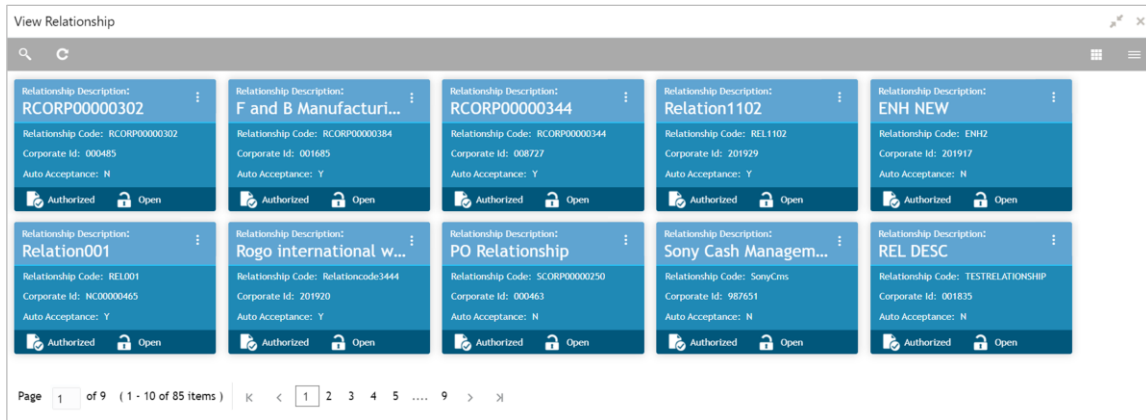 View Relationship
Relationship Description:
RCORP00000302
Relationship Code: RCORP00000302
Corporate Id: 000485
Auto Acceptance: N
Authorized Open
Relationship Description:
F and B Manufacturi...
Relationship Code: RCORP00000384
Corporate Id: 001685
Auto Acceptance: Y
Authorized Open
Relationship Description:
RCORP00000344
Relationship Code: RCORP00000344
Corporate Id: 008727
Auto Acceptance: Y
Authorized Open
Relationship Description:
Relation1102
Relationship Code: REL1102
Corporate Id: 201929
Auto Acceptance: Y
Authorized Open
Relationship Description:
ENH NEW
Relationship Code: ENH2
Corporate Id: 201917
Auto Acceptance: N
Authorized Open
Relationship Description:
Relation001
Relationship Code: REL001
Corporate Id: NC00000465
Auto Acceptance: Y
Authorized Open
Relationship Description:
Rogo international w...
Relationship Code: Relationcode3444
Corporate Id: 201920
Auto Acceptance: Y
Authorized Open
Relationship Description:
PO Relationship
Relationship Code: SCORP00000250
Corporate Id: 000463
Auto Acceptance: N
Authorized Open
Relationship Description:
Sony Cash Managem...
Relationship Code: SonyCms
Corporate Id: 987651
Auto Acceptance: N
Authorized Open
Relationship Description:
REL DESC
Relationship Code: TESTRELATIONSHIP
Corporate Id: 001835
Auto Acceptance: N
Authorized Open
Page 1 of 9 ( 1 - 10 of 85 items ) 1 2 3 4 5 .... 9